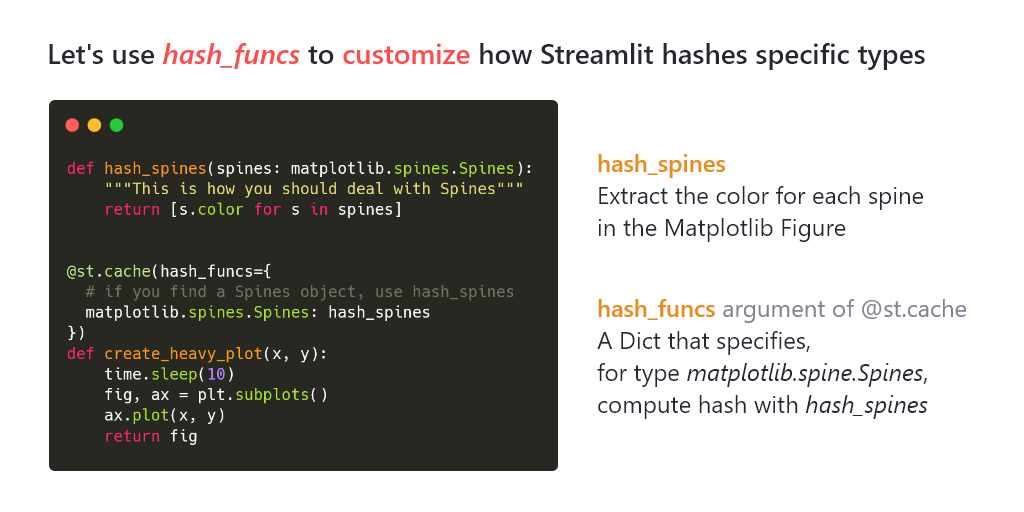 Let's use hash_funcs to customize how Streamlit hashes specific types
def hash_spines(spines: matplotlib.spines.Spines):
    """This is how you should deal with Spines"""
    return [s.color for s in spines]
@st.cache(hash_funcs={
  # if you find a Spines object, use hash_spines
  matplotlib.spines.Spines: hash_spines
})
def create_heavy_plot(x, y):
    time.sleep(10)
    fig, ax = plt.subplots()
    ax.plot(x, y)
    return fig
hash_spines
Extract the color for each spine
in the Matplotlib Figure
hash_funcs argument of @st.cache
A Dict that specifies,
for type matplotlib.spine.Spines,
compute hash with hash_spines